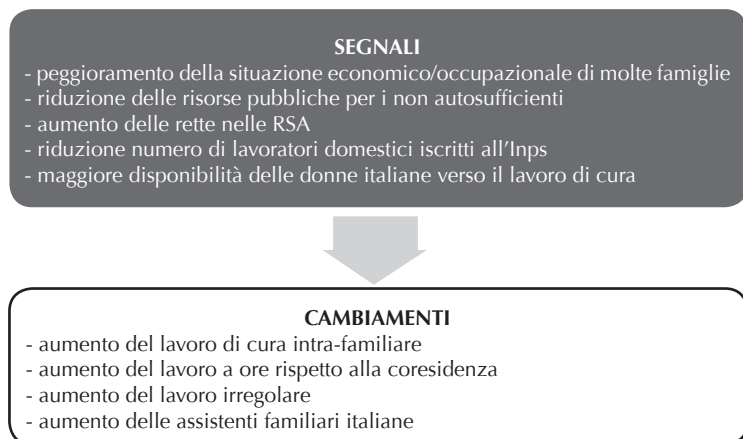 SEGNALI
- peggioramento della situazione economico/occupazionale di molte famiglie
- riduzione delle risorse pubbliche per i non autosufficienti
- aumento delle rette nelle RSA
- riduzione numero di lavoratori domestici iscritti all'Inps
- maggiore disponibilità delle donne italiane verso il lavoro di cura
CAMBIAMENTI
- aumento del lavoro di cura intra-familiare
- aumento del lavoro a ore rispetto alla coresidenza
- aumento del lavoro irregolare
- aumento delle assistenti familiari italiane